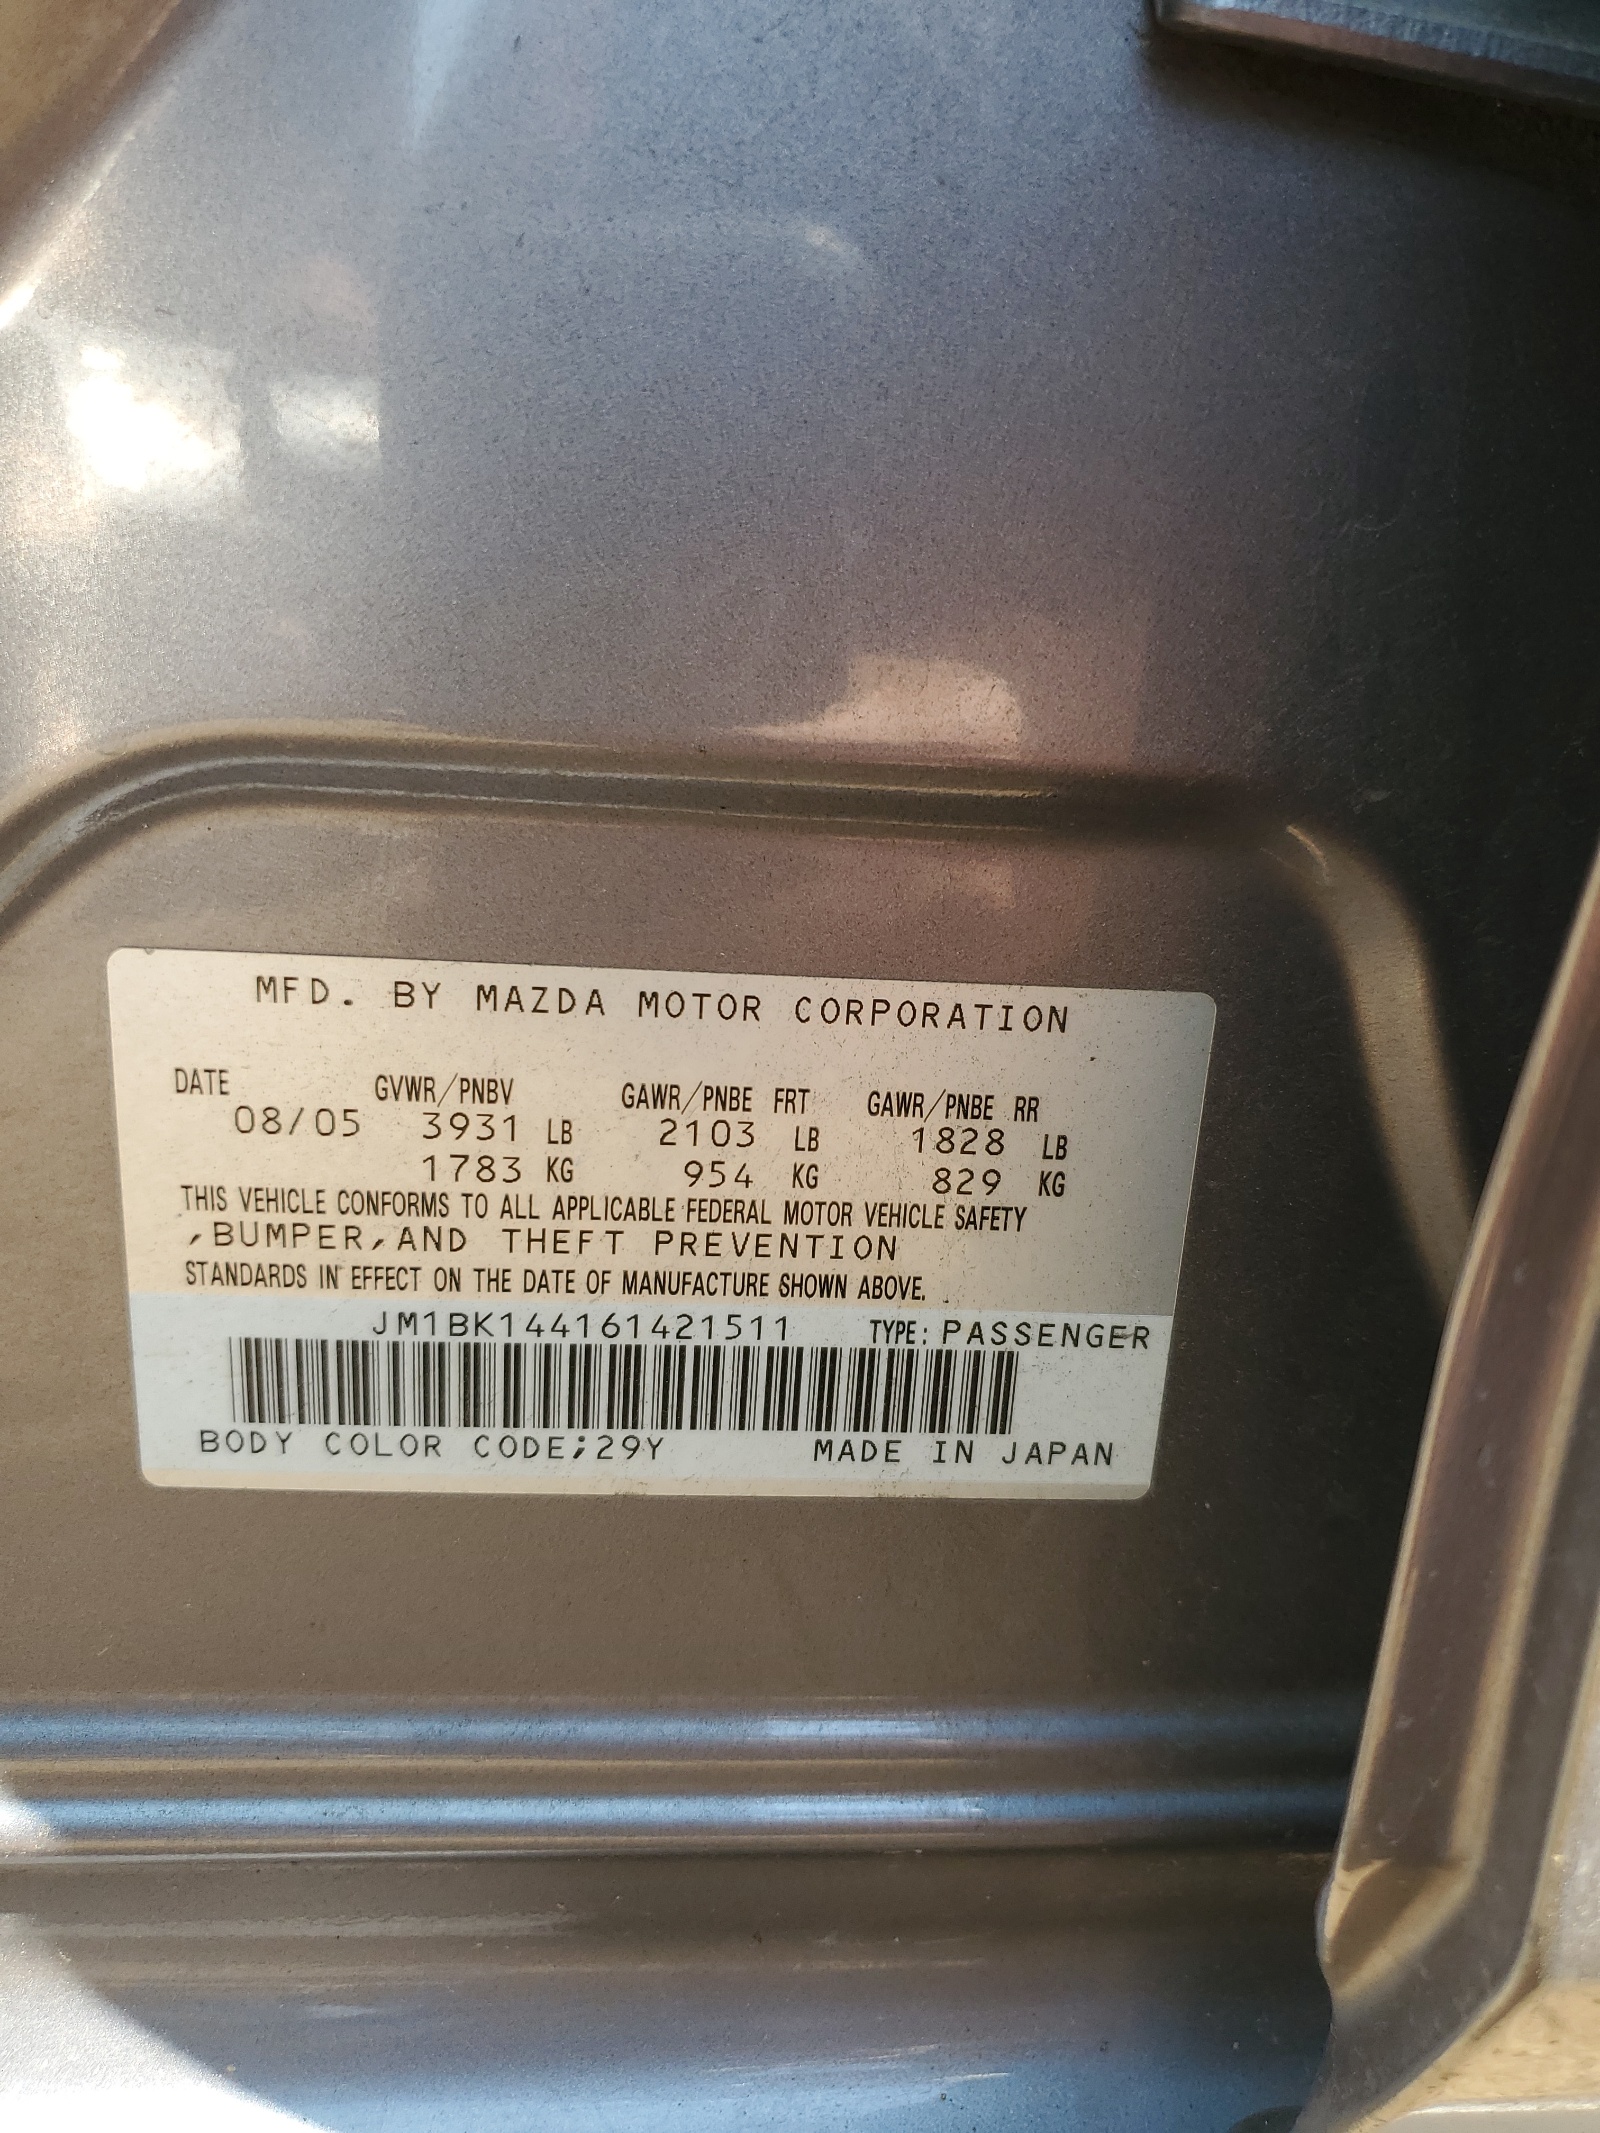 MFD. BY MAZDA MOTOR CORPORATION
DATE GVWR/PNBV GAWR/PNBE FRT GAWR/PNBE RR
08/05 3931 LB 2103 LB 1828 LB
1783 KG 954 KG 829 KG
THIS VEHICLE CONFORMS TO ALL APPLICABLE FEDERAL MOTOR VEHICLE SAFETY
,BUMPER,AND THEFT PREVENTION
STANDARDS IN EFFECT ON THE DATE OF MANUFACTURE SHOWN ABOVE.
JM1BK144161421511 TYPE: PASSENGER
BODY COLOR CODE;29Y MADE IN JAPAN